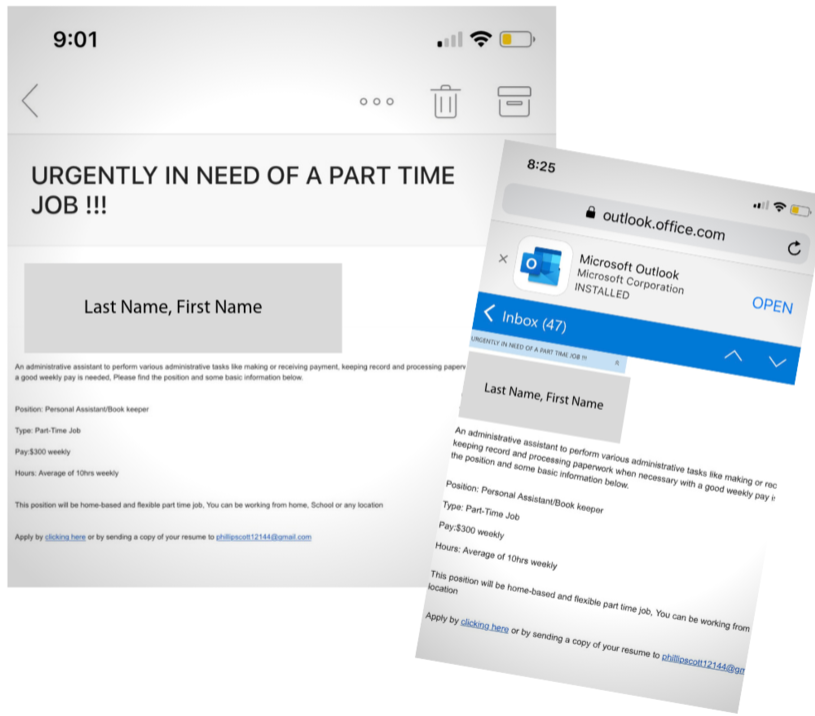 9:01
URGENTLY IN NEED OF A PART TIME
JOB !!!
Last Name, First Name
An administrative assistant to perform various administrative tasks like making or receiving payment, keeping record and processing paperw
a good weekly pay is needed, Please find the position and some basic information below.
Position: Personal Assistant/Book keeper
Type: Part-Time Job
Pay:$300 weekly
Hours: Average of 10hrs weekly
This position will be home-based and flexible part time job, You can be working from home, School or any location
Apply by clicking here or by sending a copy of your resume to phillipscott12144@gmail.com
8:25
outlook.office.com
Microsoft Outlook
Microsoft Corporation
INSTALLED
OPEN
Inbox (47)
URGENTLY IN NEED OF A PART TIME JOB !!!
Last Name, First Name
An administrative assistant to perform various administrative tasks like making or rec
keeping record and processing paperwork when necessary with a good weekly pay i
the position and some basic information below.
Position: Personal Assistant/Book keeper
Type: Part-Time Job
Pay:$300 weekly
Hours: Average of 10hrs weekly
This position will be home-based and flexible part time job, You can be working from
location
Apply by clicking here or by sending a copy of your resume to phillipscott12144@gm